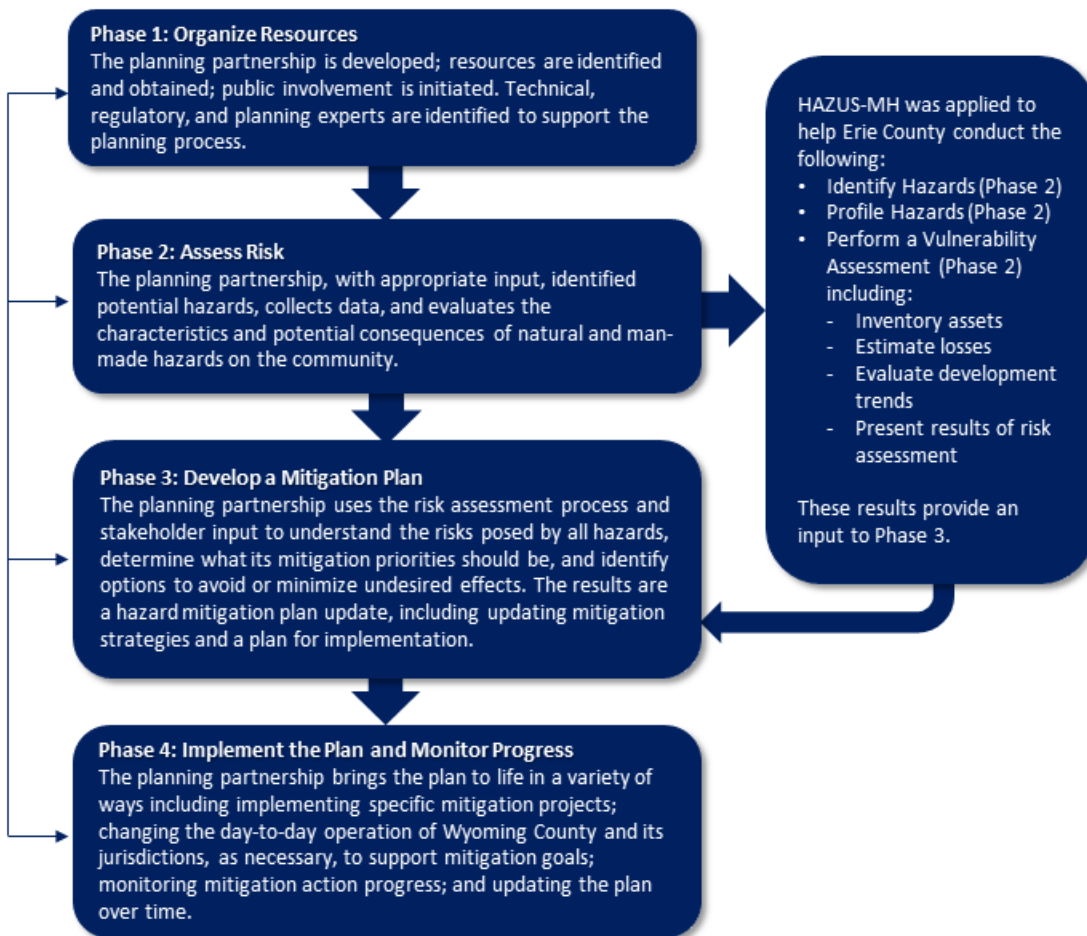 Phase 1: Organize Resources
The planning partnership is developed; resources are identified
and obtained; public involvement is initiated. Technical,
regulatory, and planning experts are identified to support the
planning process.
Phase 2: Assess Risk
The planning partnership, with appropriate input, identified
potential hazards, collects data, and evaluates the
characteristics and potential consequences of natural and man-
made hazards on the community.
HAZUS-MH was applied to
help Erie County conduct the
following:
• Identify Hazards (Phase 2)
• Profile Hazards (Phase 2)
• Perform a Vulnerability
Assessment (Phase 2)
including:
- Inventory assets
- Estimate losses
- Evaluate development
trends
- Present results of risk
assessment
These results provide an
input to Phase 3.
Phase 3: Develop a Mitigation Plan
The planning partnership uses the risk assessment process and
stakeholder input to understand the risks posed by all hazards,
determine what its mitigation priorities should be, and identify
options to avoid or minimize undesired effects. The results are
a hazard mitigation plan update, including updating mitigation
strategies and a plan for implementation.
Phase 4: Implement the Plan and Monitor Progress
The planning partnership brings the plan to life in a variety of
ways including implementing specific mitigation projects;
changing the day-to-day operation of Wyoming County and its
jurisdictions, as necessary, to support mitigation goals;
monitoring mitigation action progress; and updating the plan
over time.